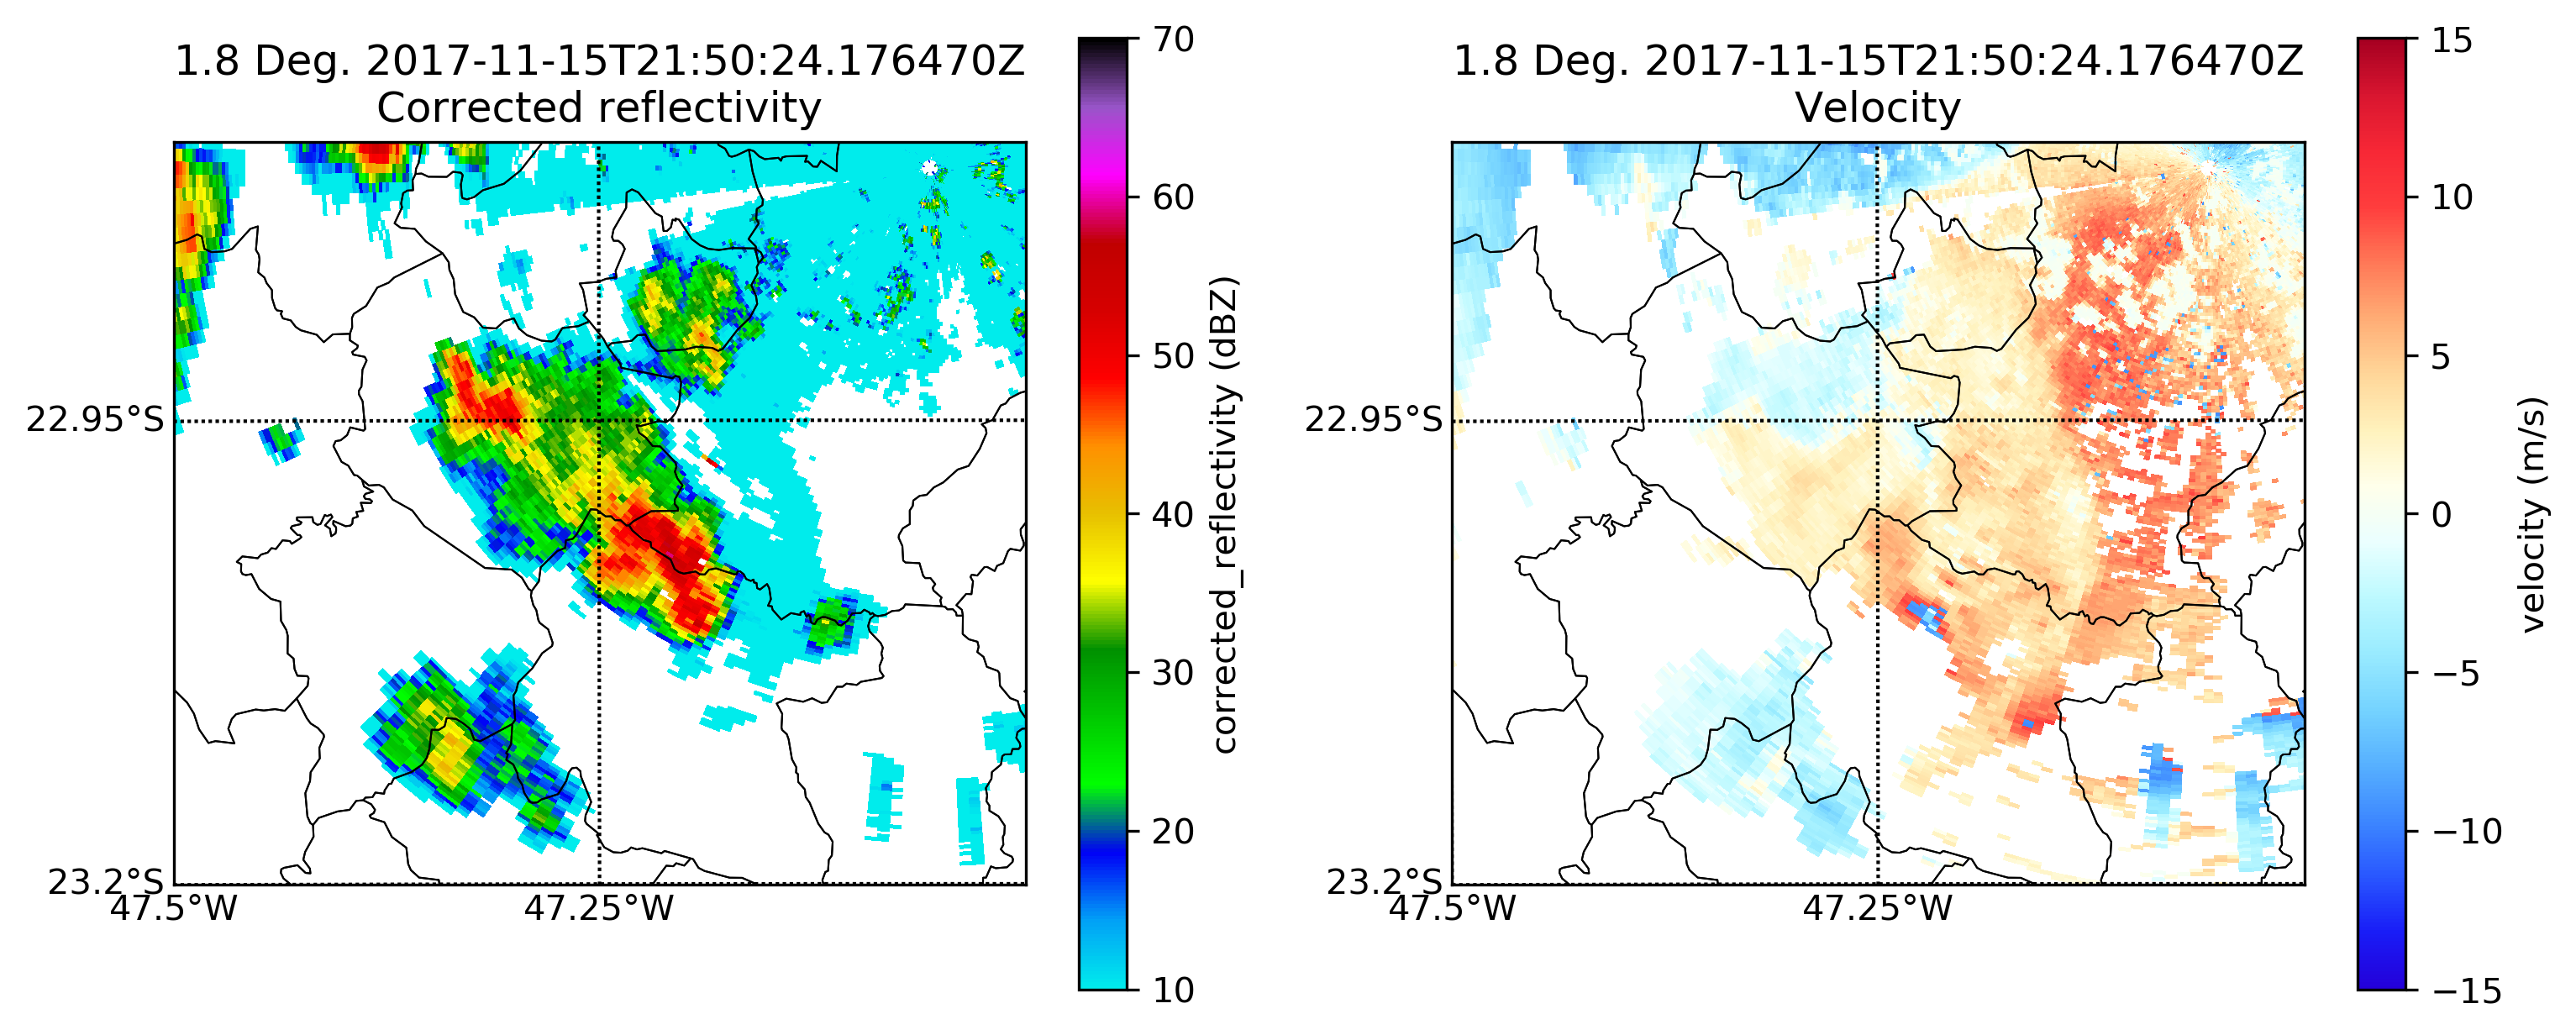 1.8 Deg. 2017-11-15T21:50:24.176470Z
Corrected reflectivity
22.95°S
23.2°S
47.5°W
47.25°W
70
60
50
40
30
20
10
corrected_reflectivity (dBZ)
1.8 Deg. 2017-11-15T21:50:24.176470Z
Velocity
22.95°S
23.2°S
47.5°W
47.25°W
15
10
5
0
−5
−10
−15
velocity (m/s)